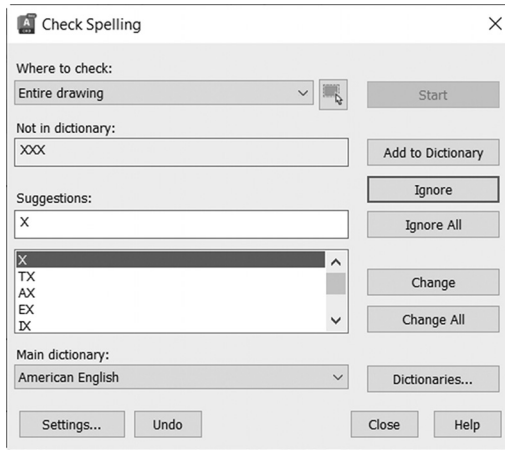 Check Spelling
Where to check:
Entire drawing
Start
Not in dictionary:
XXX
Add to Dictionary
Ignore
Suggestions:
X
Ignore All
X
TX
AX
EX
IX
Change
Change All
Main dictionary:
American English
Dictionaries...
Settings...
Undo
Close
Help